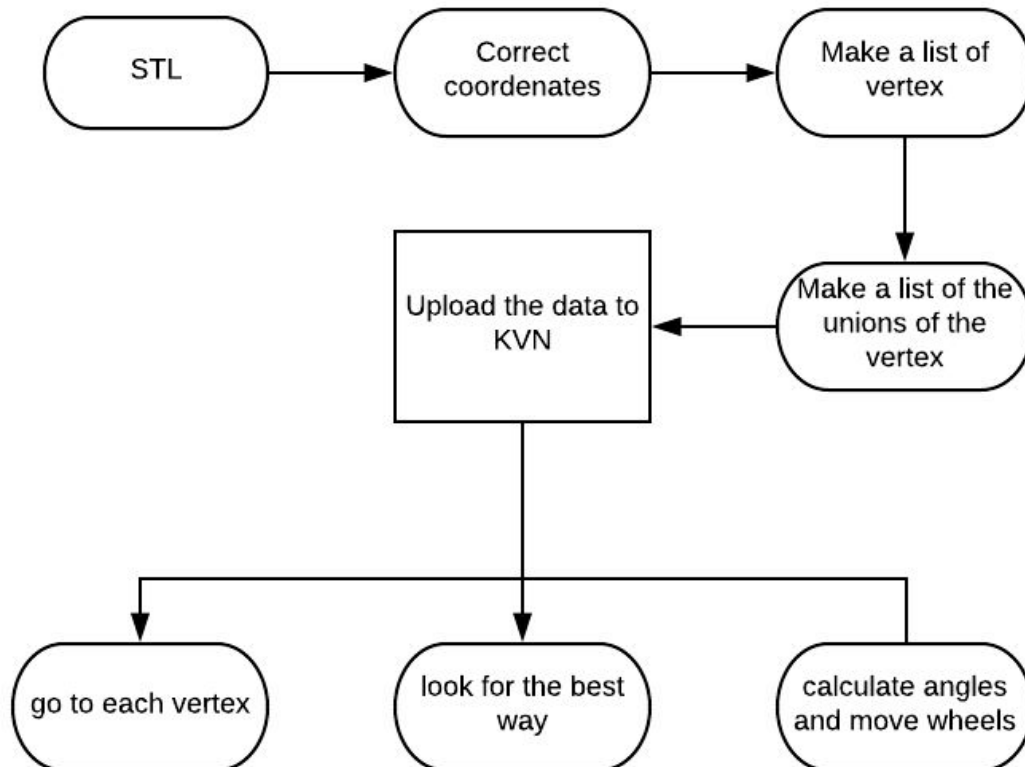 STL
Correct
coordenates
Make a list of
vertex
Upload the data to
KVN
Make a list of the
unions of the
vertex
go to each vertex
look for the best
way
calculate angles
and move wheels